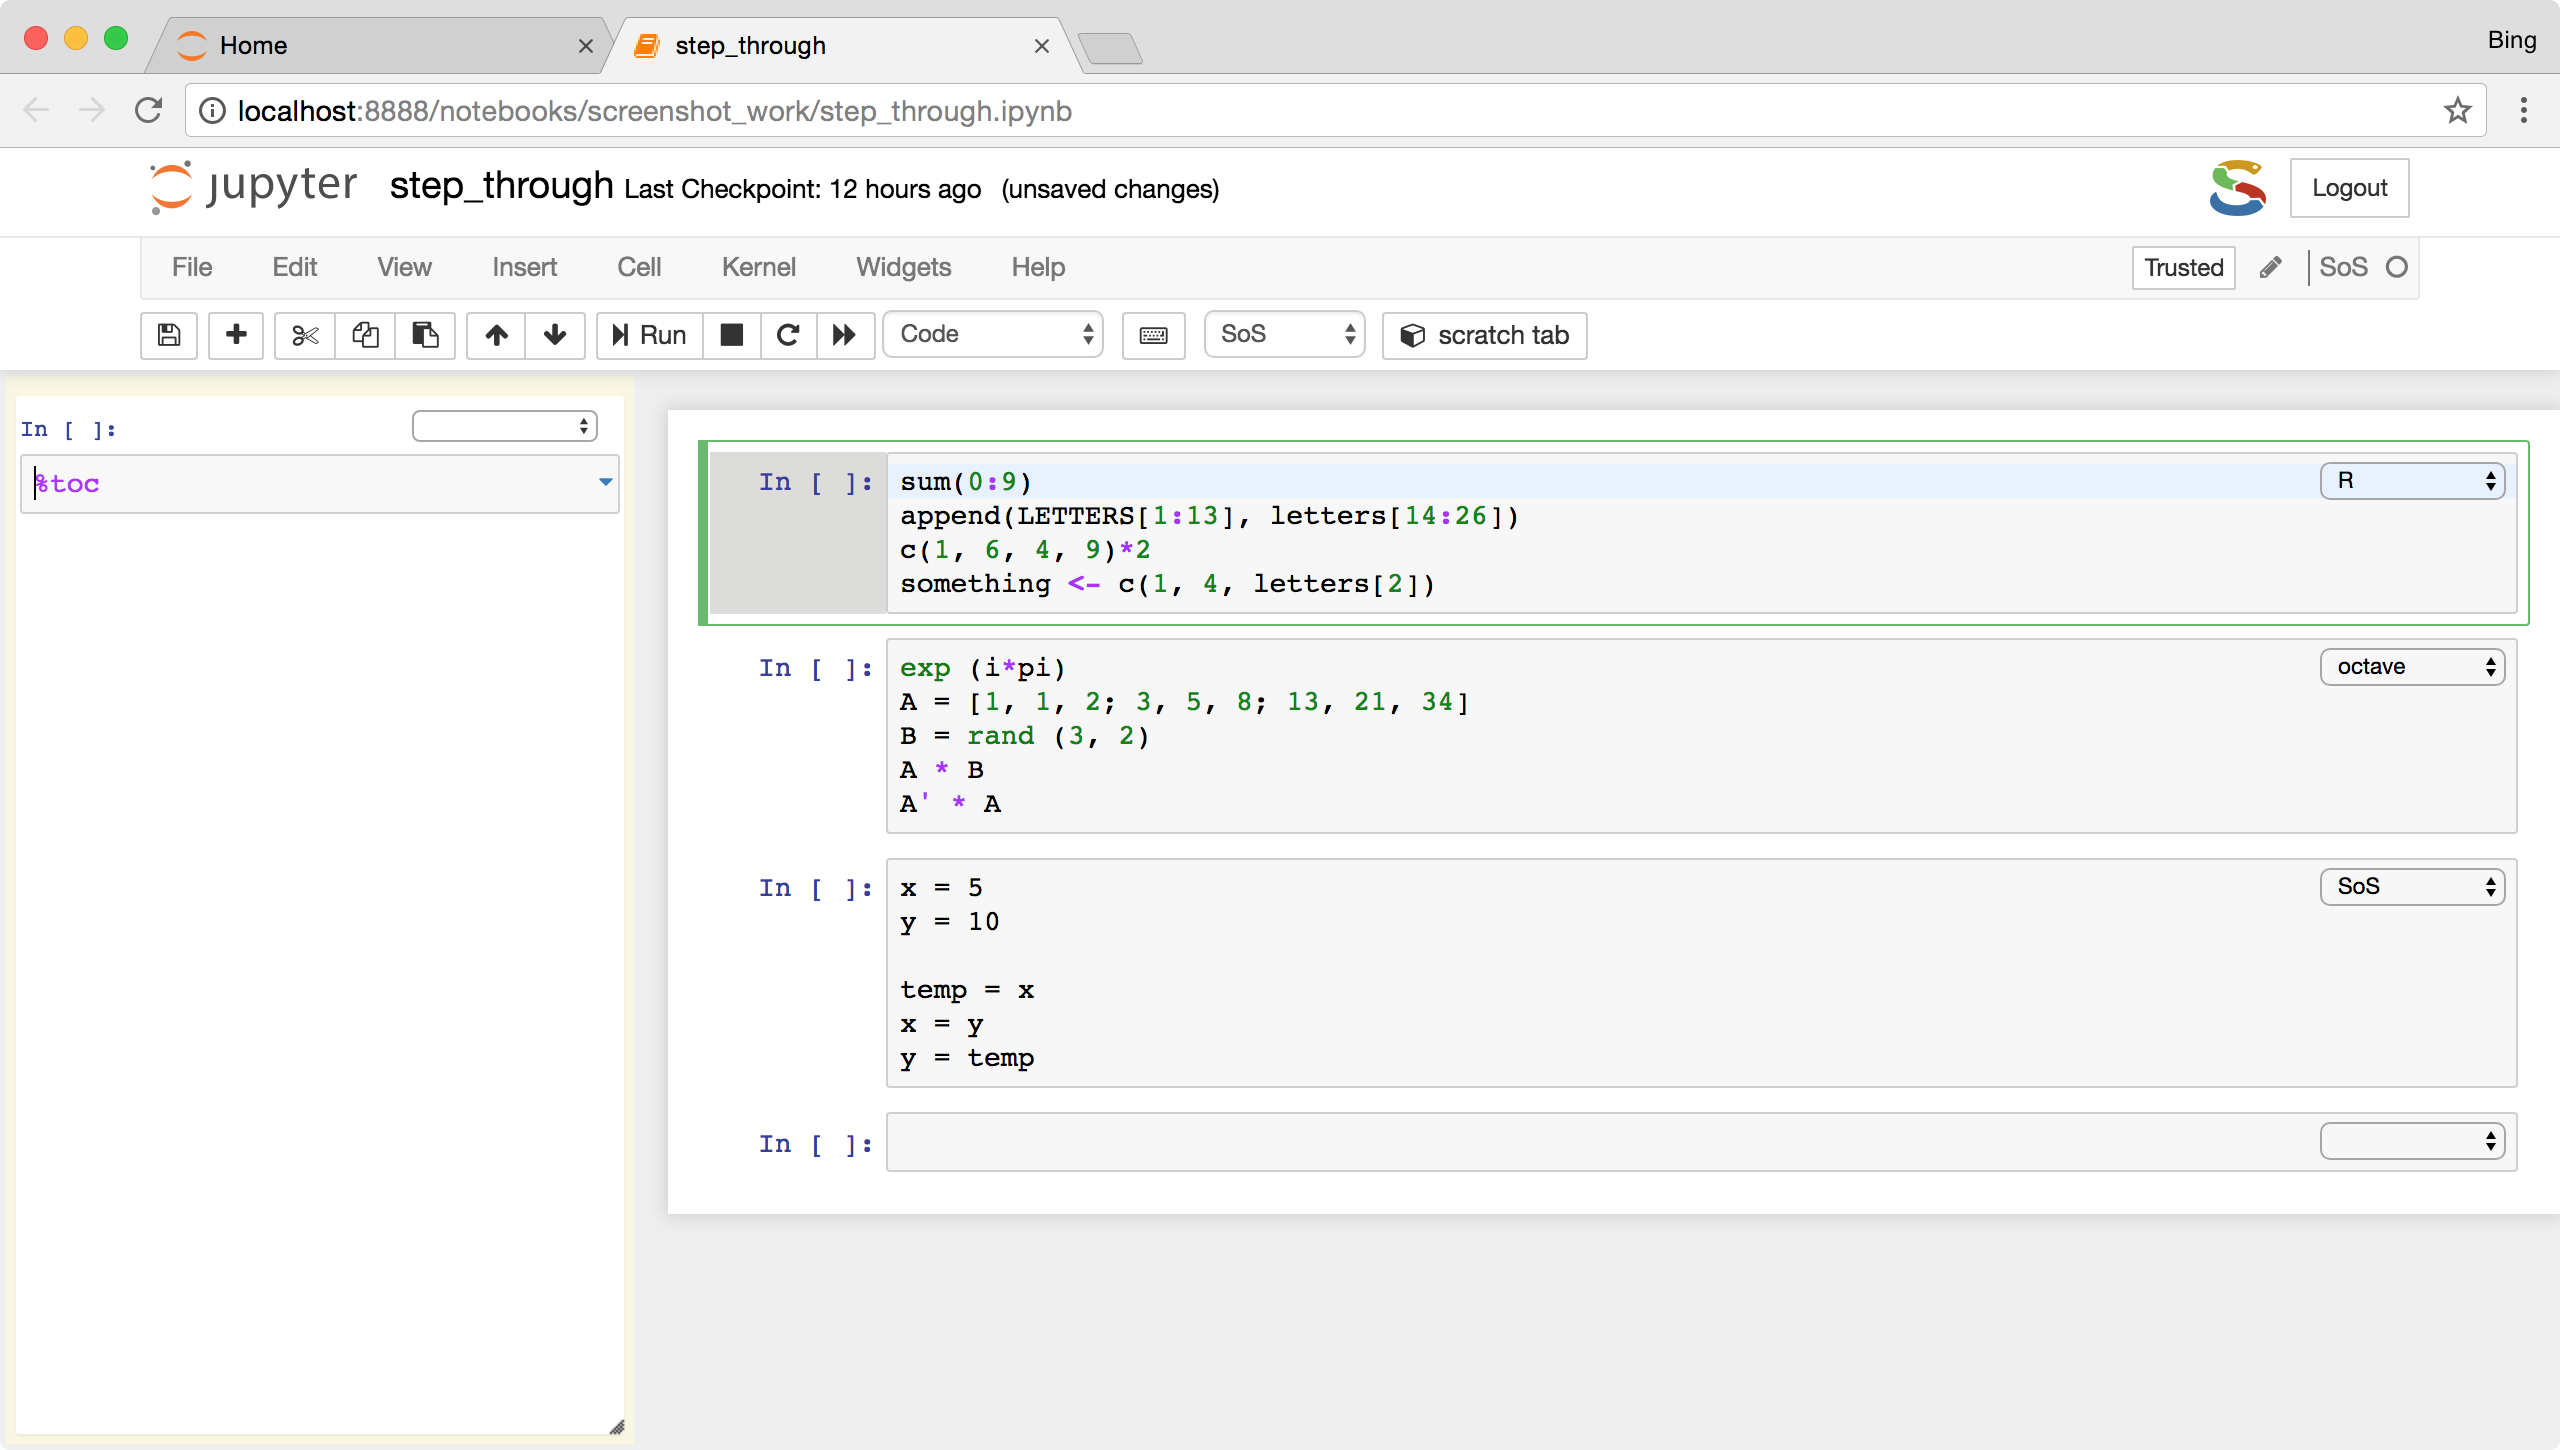 Home
step_through
Bing
localhost:8888/notebooks/screenshot_work/step_through.ipynb
jupyter step_through Last Checkpoint: 12 hours ago (unsaved changes)
Logout
File Edit View Insert Cell Kernel Widgets Help
Trusted SoS
Run Code SoS scratch tab
In [ ]:
%toc
In [ ]: sum(0:9) R
append(LETTERS[1:13], letters[14:26])
c(1, 6, 4, 9)*2
something <- c(1, 4, letters[2])
In [ ]: exp (i*pi) octave
A = [1, 1, 2; 3, 5, 8; 13, 21, 34]
B = rand (3, 2)
A * B
A' * A
In [ ]: x = 5 SoS
y = 10
temp = x
x = y
y = temp
In [ ]: